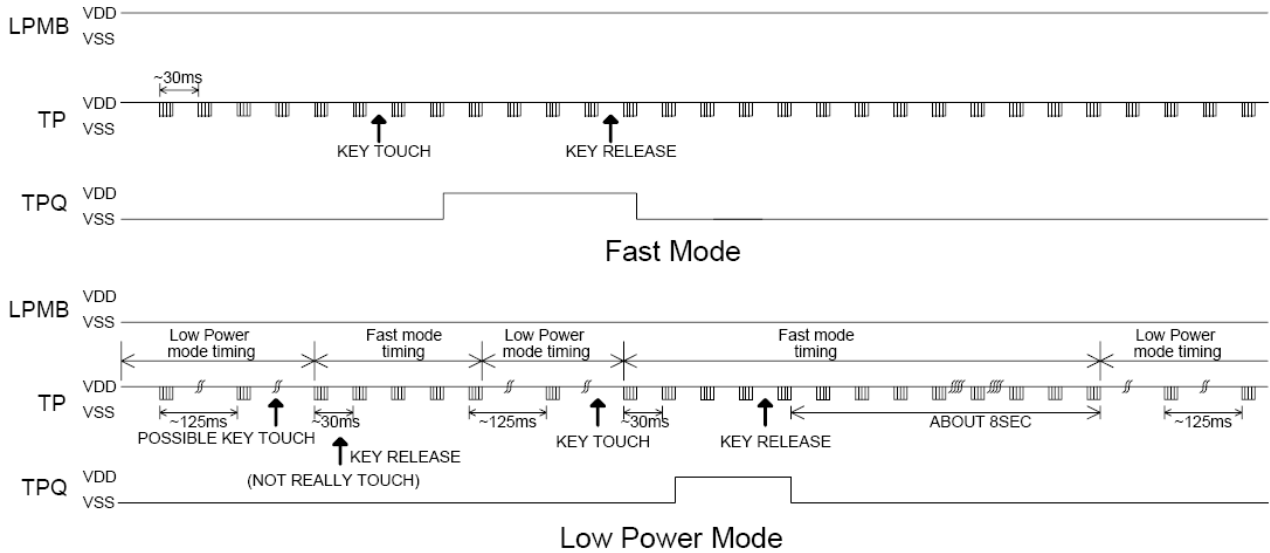 LPMB VDD
VSS
~30ms
TP VDD
VSS
KEY TOUCH KEY RELEASE
TPQ VDD
VSS
Fast Mode
LPMB VDD
VSS
Low Power mode timing
Fast mode timing
Low Power mode timing
Fast mode timing
Low Power mode timing
TP VDD
VSS
~125ms ~30ms ~125ms ~30ms ABOUT 8SEC ~125ms
POSSIBLE KEY TOUCH KEY TOUCH KEY RELEASE
KEY RELEASE
(NOT REALLY TOUCH)
TPQ VDD
VSS
Low Power Mode